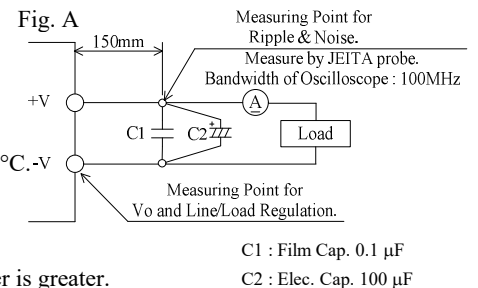 Fig. A
Measuring Point for
Ripple & Noise.
150mm
Measure by JEITA probe.
Bandwidth of Oscilloscope : 100MHz
+V
A
C1
C2
+
Load
°C.
-V
Measuring Point for
Vo and Line/Load Regulation.
C1 : Film Cap. 0.1 µF
er is greater.
C2 : Elec. Cap. 100 µF